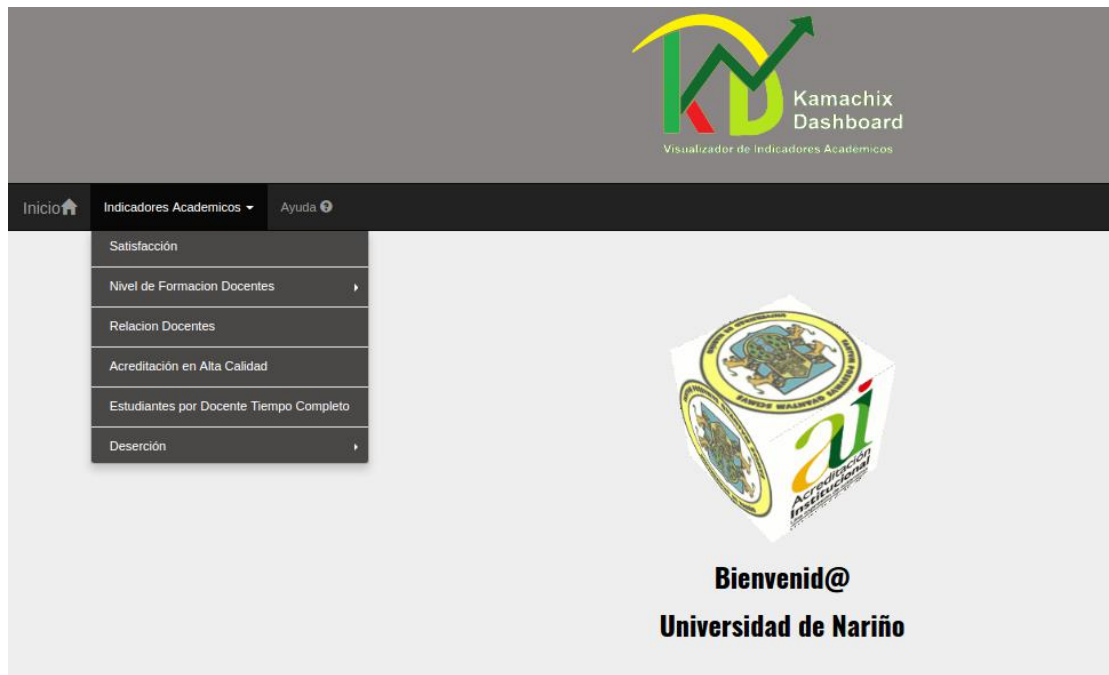 Kamachix
Dashboard
Visualizador de Indicadores Academicos
Inicio
Indicadores Academicos
Ayuda
Satisfacción
Nivel de Formacion Docentes
Relacion Docentes
Acreditación en Alta Calidad
Estudiantes por Docente Tiempo Completo
Deserción
ai
Acreditación
Institucional
Bienvenid@
Universidad de Nariño